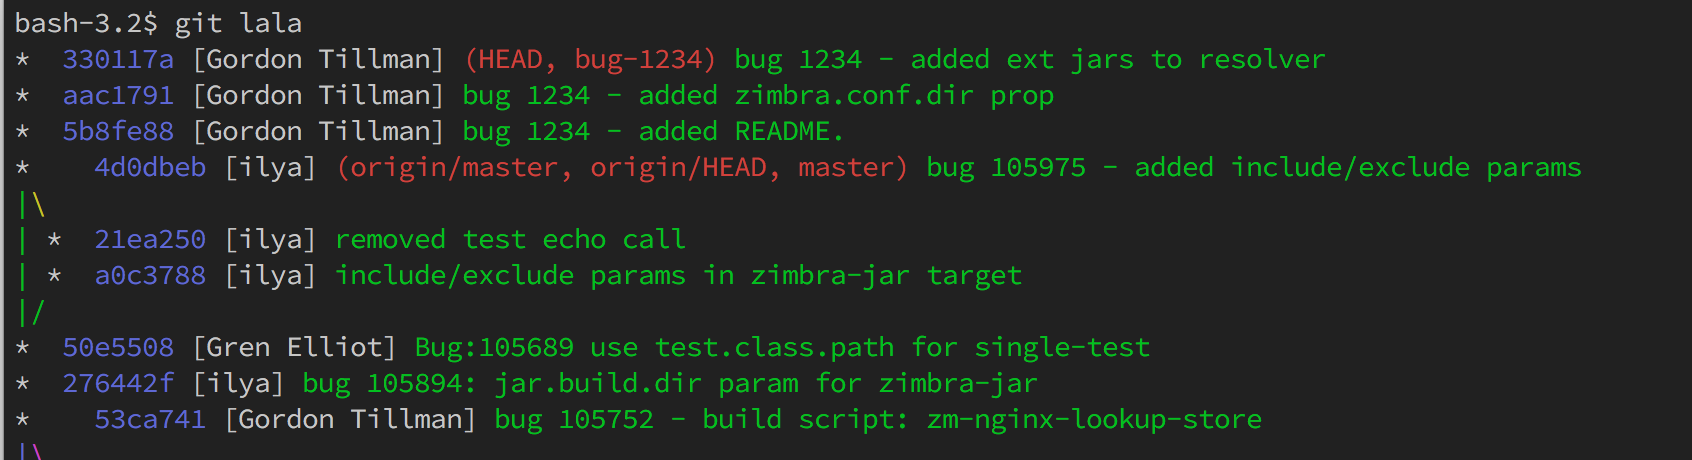 bash-3.2$ git lala
*  330117a [Gordon Tillman] (HEAD, bug-1234) bug 1234 - added ext jars to resolver
*  aac1791 [Gordon Tillman] bug 1234 - added zimbra.conf.dir prop
*  5b8fe88 [Gordon Tillman] bug 1234 - added README.
*    4d0dbeb [ilya] (origin/master, origin/HEAD, master) bug 105975 - added include/exclude params
|\
| *  21ea250 [ilya] removed test echo call
| *  a0c3788 [ilya] include/exclude params in zimbra-jar target
|/
*  50e5508 [Gren Elliot] Bug:105689 use test.class.path for single-test
*  276442f [ilya] bug 105894: jar.build.dir param for zimbra-jar
*    53ca741 [Gordon Tillman] bug 105752 - build script: zm-nginx-lookup-store
|\